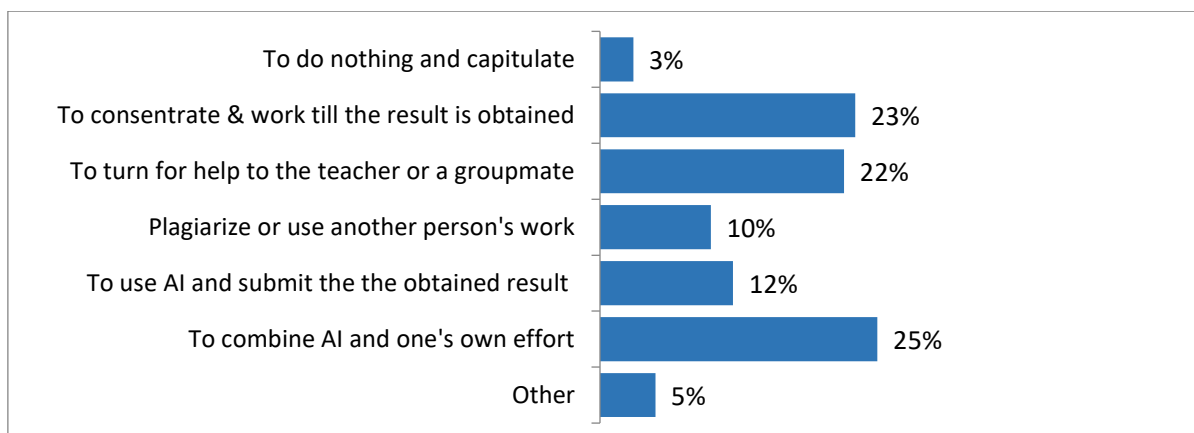 To do nothing and capitulate 3%
To consentrate & work till the result is obtained 23%
To turn for help to the teacher or a groupmate 22%
Plagiarize or use another person's work 10%
To use AI and submit the the obtained result 12%
To combine AI and one's own effort 25%
Other 5%